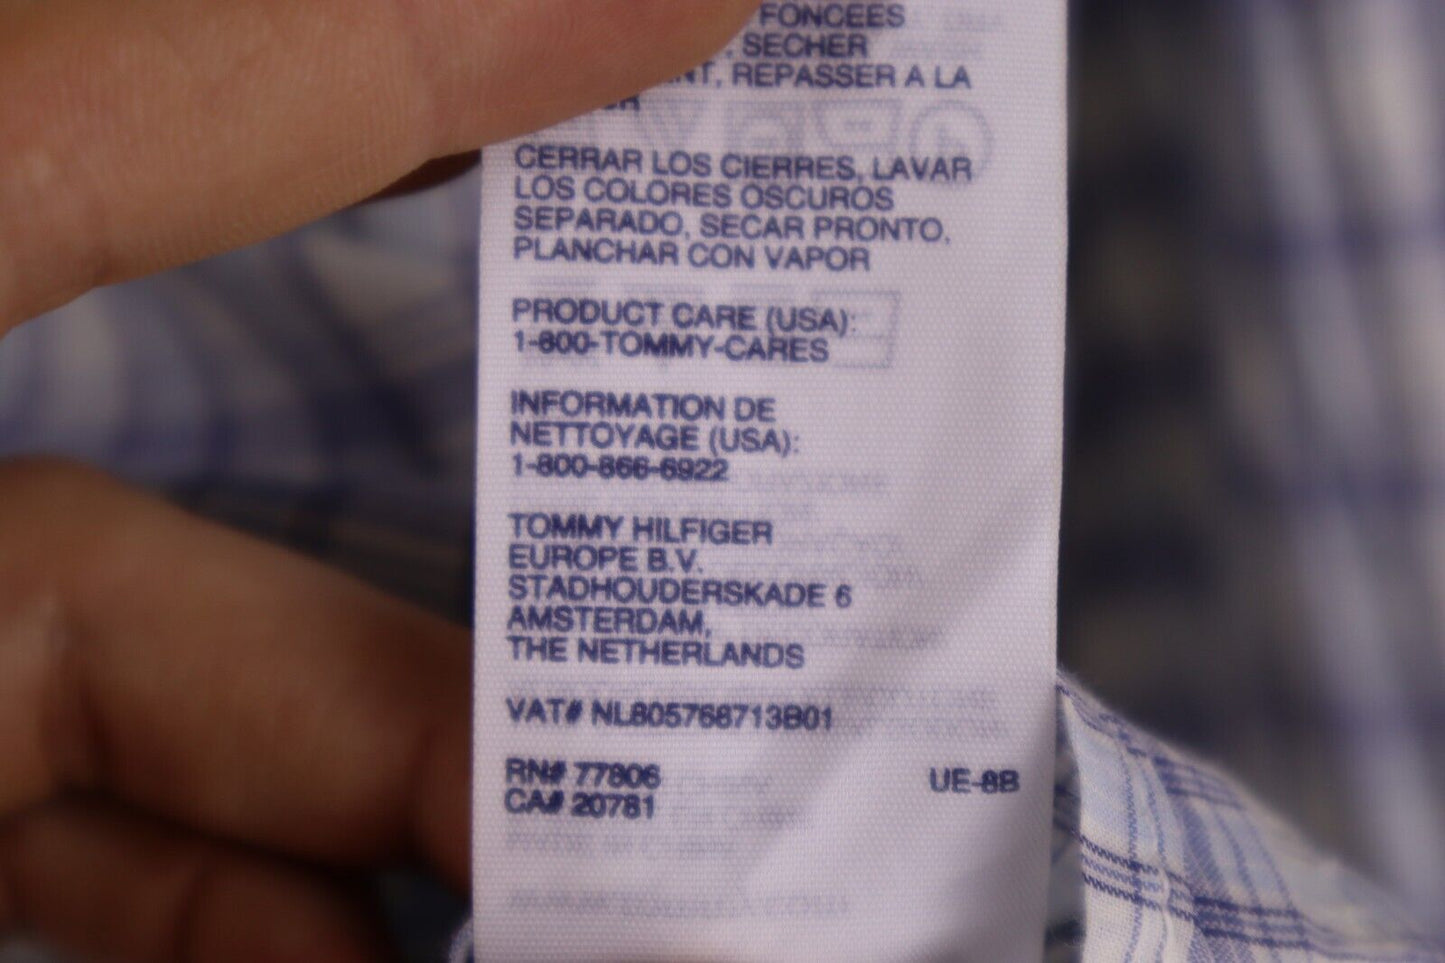 FONCEES
, SECHER
NT, REPASSER A LA
CERRAR LOS CIERRES, LAVAR
LOS COLORES OSCUROS
SEPARADO, SECAR PRONTO,
PLANCHAR CON VAPOR
PRODUCT CARE (USA):
1-800-TOMMY-CARES
INFORMATION DE
NETTOYAGE (USA):
1-800-866-6922
TOMMY HILFIGER
EUROPE B.V.
STADHOUDERSKADE 6
AMSTERDAM,
THE NETHERLANDS
VAT# NL805768713B01
RN# 77806 UE-8B
CA# 20781